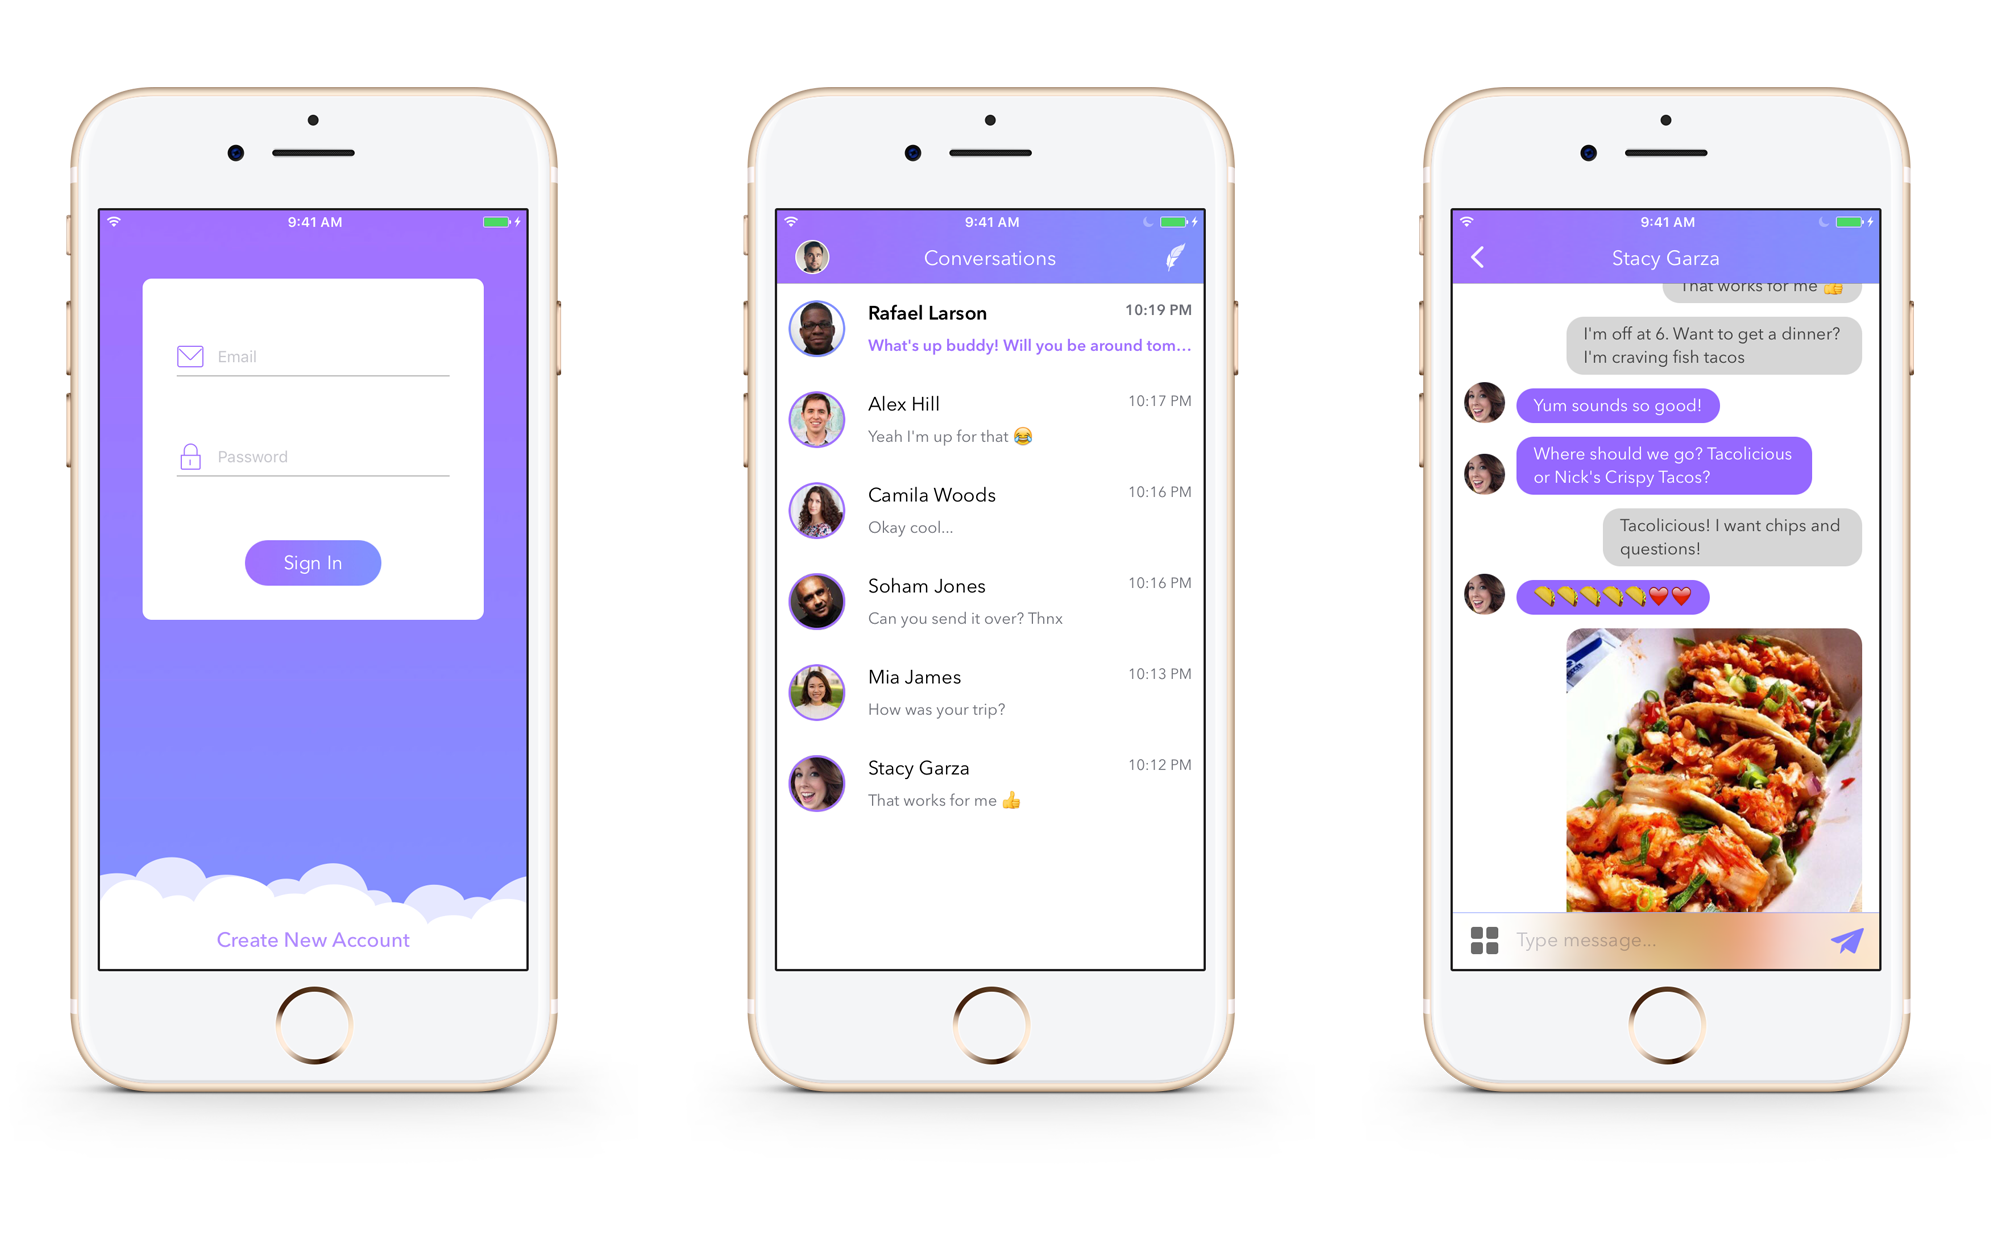 9:41 AM
Email
Password
Sign In
Create New Account
9:41 AM
Conversations
Rafael Larson
10:19 PM
What's up buddy! Will you be around tom...
Alex Hill
10:17 PM
Yeah I'm up for that 😂
Camila Woods
10:16 PM
Okay cool...
Soham Jones
10:16 PM
Can you send it over? Thnx
Mia James
10:13 PM
How was your trip?
Stacy Garza
10:12 PM
That works for me 👍
9:41 AM
Stacy Garza
That works for me 👍
I'm off at 6. Want to get a dinner?
I'm craving fish tacos
Yum sounds so good!
Where should we go? Tacolicious
or Nick's Crispy Tacos?
Tacolicious! I want chips and
questions!
🌮🌮🌮🌮🌮❤️❤️
Type message...